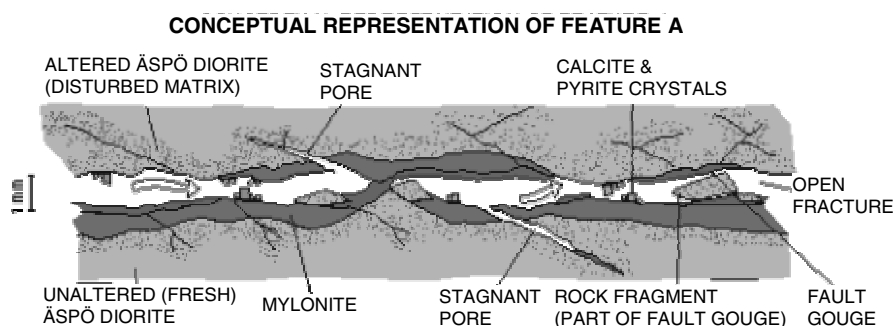 CONCEPTUAL REPRESENTATION OF FEATURE A
ALTERED ÄSPÖ DIORITE
(DISTURBED MATRIX)
STAGNANT
PORE
CALCITE &
PYRITE CRYSTALS
1 mm
OPEN
FRACTURE
UNALTERED (FRESH)
ÄSPÖ DIORITE
MYLONITE
STAGNANT
PORE
ROCK FRAGMENT
(PART OF FAULT GOUGE)
FAULT
GOUGE